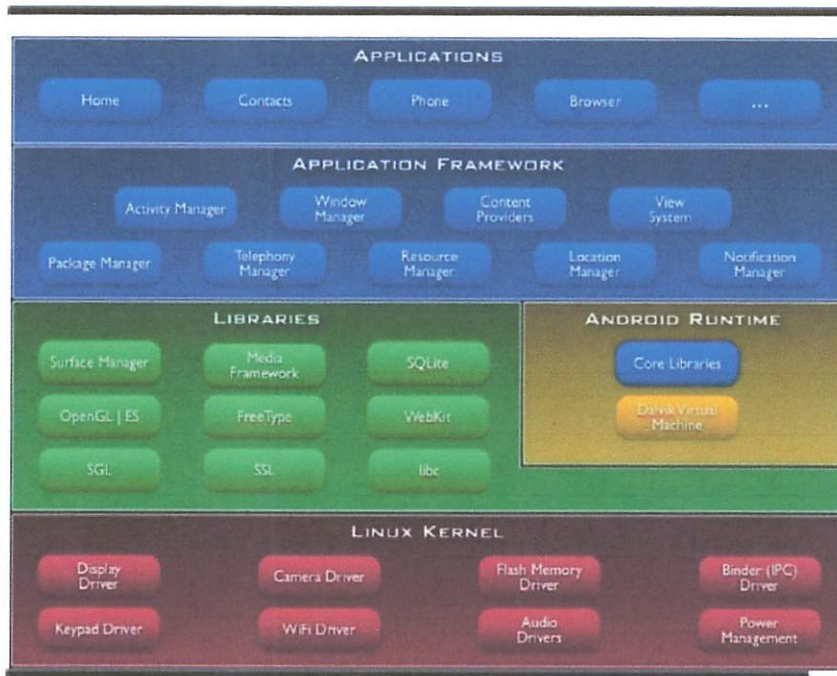 APPLICATIONS
Home
Contacts
Phone
Browser
...
APPLICATION FRAMEWORK
Activity Manager
Window
Manager
Content
Providers
View
System
Package Manager
Telephony
Manager
Resource
Manager
Location
Manager
Notification
Manager
LIBRARIES
Surface Manager
Media
Framework
SQLite
OpenGL | ES
FreeType
WebKit
SGL
SSL
libc
ANDROID RUNTIME
Core Libraries
Dalvik Virtual
Machine
LINUX KERNEL
Display
Driver
Camera Driver
Flash Memory
Driver
Binder (IPC)
Driver
Keypad Driver
WiFi Driver
Audio
Drivers
Power
Management